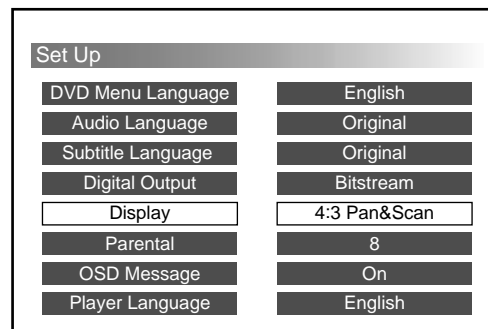 Set Up
DVD Menu Language English
Audio Language Original
Subtitle Language Original
Digital Output Bitstream
Display 4:3 Pan&Scan
Parental 8
OSD Message On
Player Language English